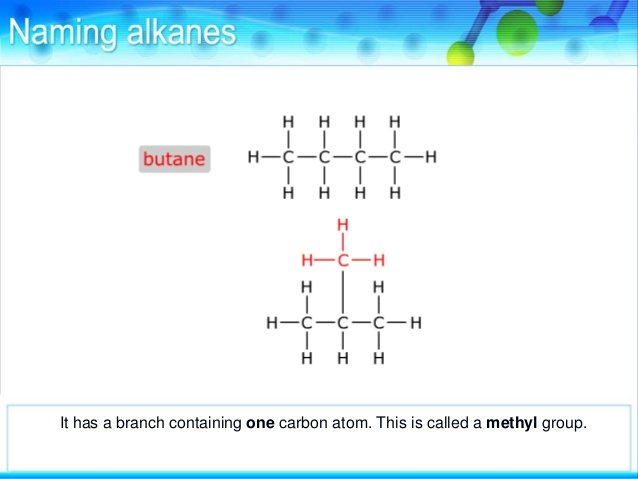 Naming alkanes
H H H H
butane H—C—C—C—C—H
H H H H
H
H—C—H
H H
H—C—C—C—H
H H H
It has a branch containing one carbon atom. This is called a methyl group.